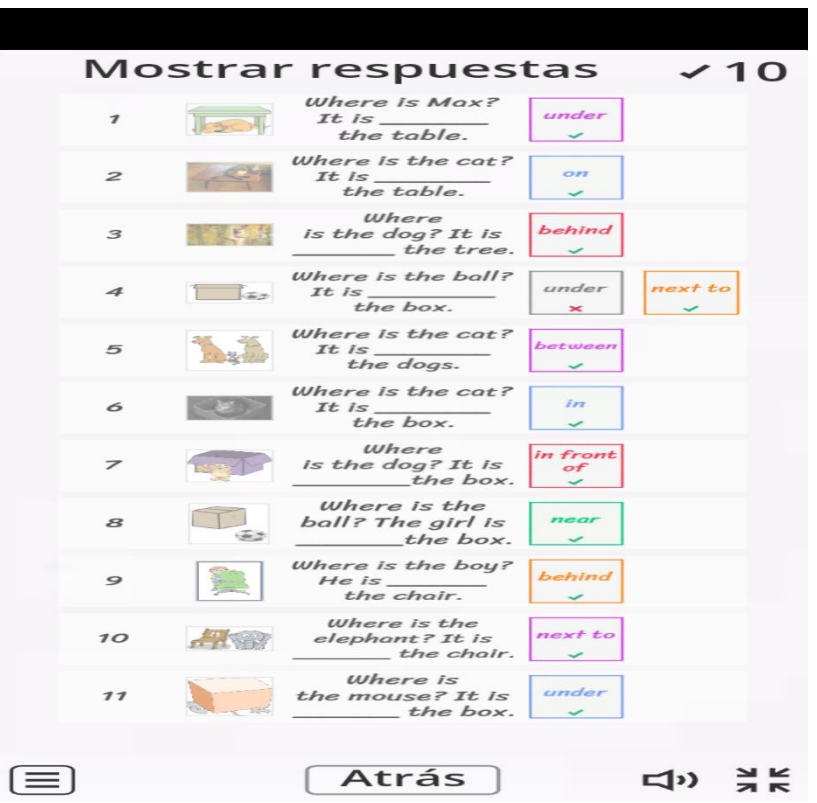 Mostrar respuestas ✓ 10
1 Where is Max?
It is ________ under
the table.
2 Where is the cat?
It is ________ on
the table.
3 Where
is the dog? It is behind
________ the tree.
4 Where is the ball?
It is ________ under next to
the box.
5 Where is the cat?
It is ________ between
the dogs.
6 Where is the cat?
It is ________ in
the box.
7 Where in front
is the dog? It is of
________the box.
8 Where is the
ball? The girl is near
________the box.
9 Where is the boy?
He is ________ behind
the chair.
10 Where is the
elephant? It is next to
________ the chair.
11 Where is
the mouse? It is under
________ the box.
Atrás